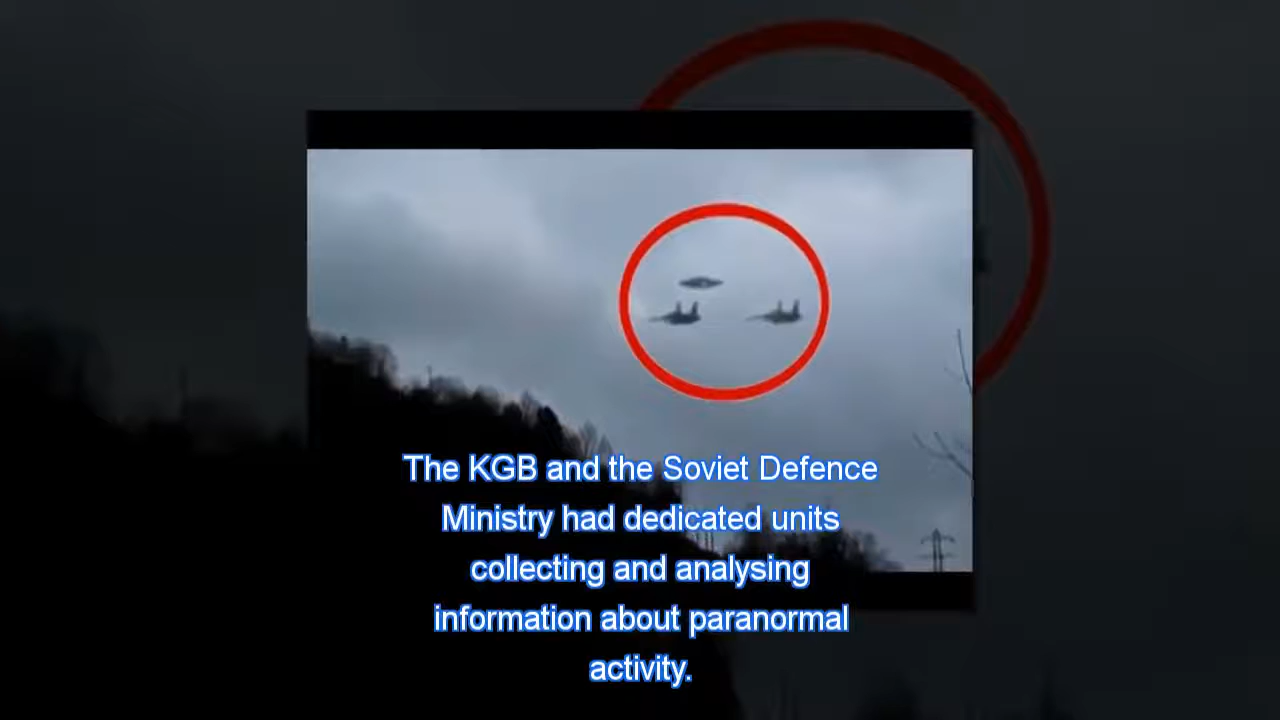 The KGB and the Soviet Defence
Ministry had dedicated units
collecting and analysing
information about paranormal
activity.